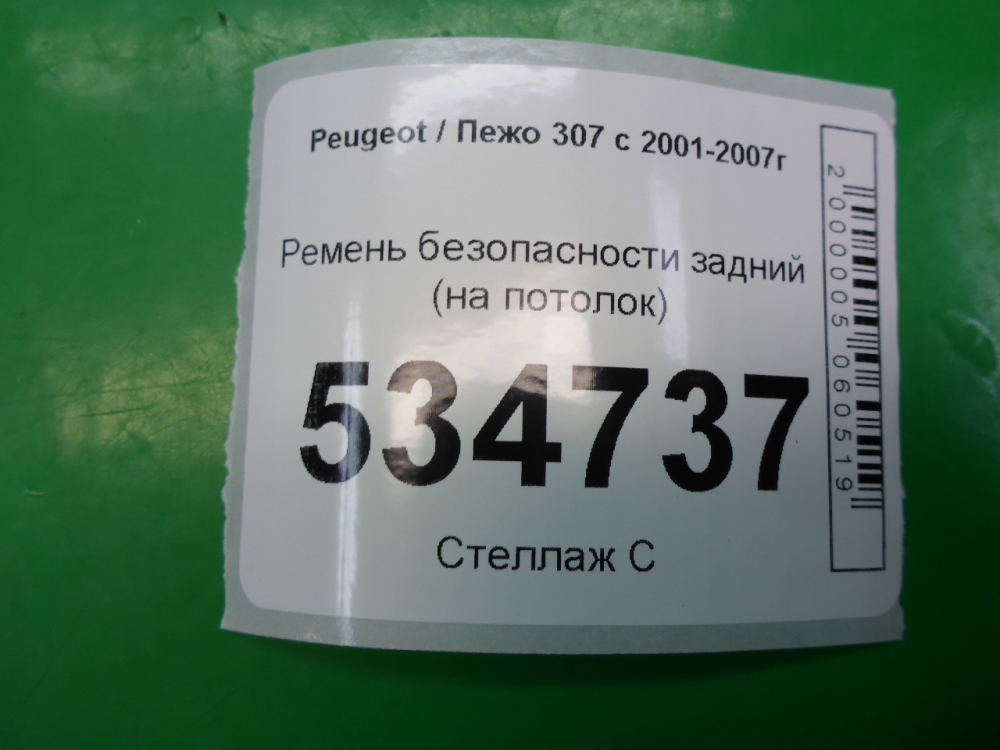 Peugeot / Пежо 307 с 2001-2007г
Ремень безопасности задний
(на потолок)
534737
Стеллаж С
2000005060519